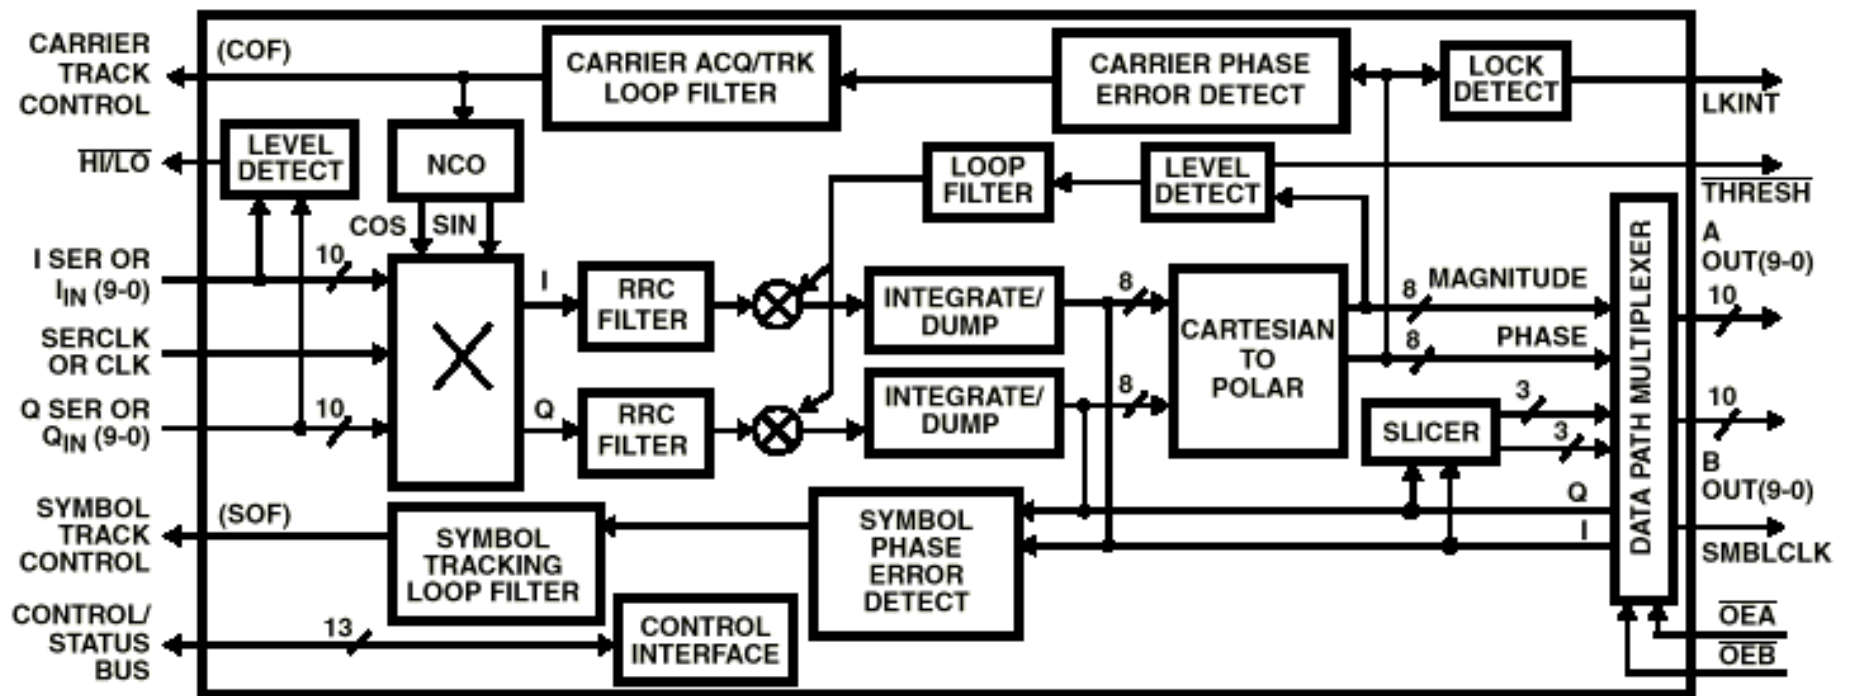 CARRIER
TRACK
CONTROL
(COF)
CARRIER ACQ/TRK
LOOP FILTER
CARRIER PHASE
ERROR DETECT
LOCK
DETECT
LKINT
HI/LO
LEVEL
DETECT
NCO
LOOP
FILTER
LEVEL
DETECT
THRESH
COS SIN
I SER OR
IIN (9-0)
10
I
RRC
FILTER
INTEGRATE/
DUMP
8
CARTESIAN
TO
POLAR
8
MAGNITUDE
8
PHASE
DATA PATH MULTIPLEXER
A
OUT(9-0)
10
SERCLK
OR CLK
Q SER OR
QIN (9-0)
10
Q
RRC
FILTER
INTEGRATE/
DUMP
8
SLICER
3
3
10
B
OUT(9-0)
Q
I
SMBLCLK
SYMBOL
TRACK
CONTROL
(SOF)
SYMBOL
TRACKING
LOOP FILTER
SYMBOL
PHASE
ERROR
DETECT
CONTROL/
STATUS
BUS
13
CONTROL
INTERFACE
OEA
OEB